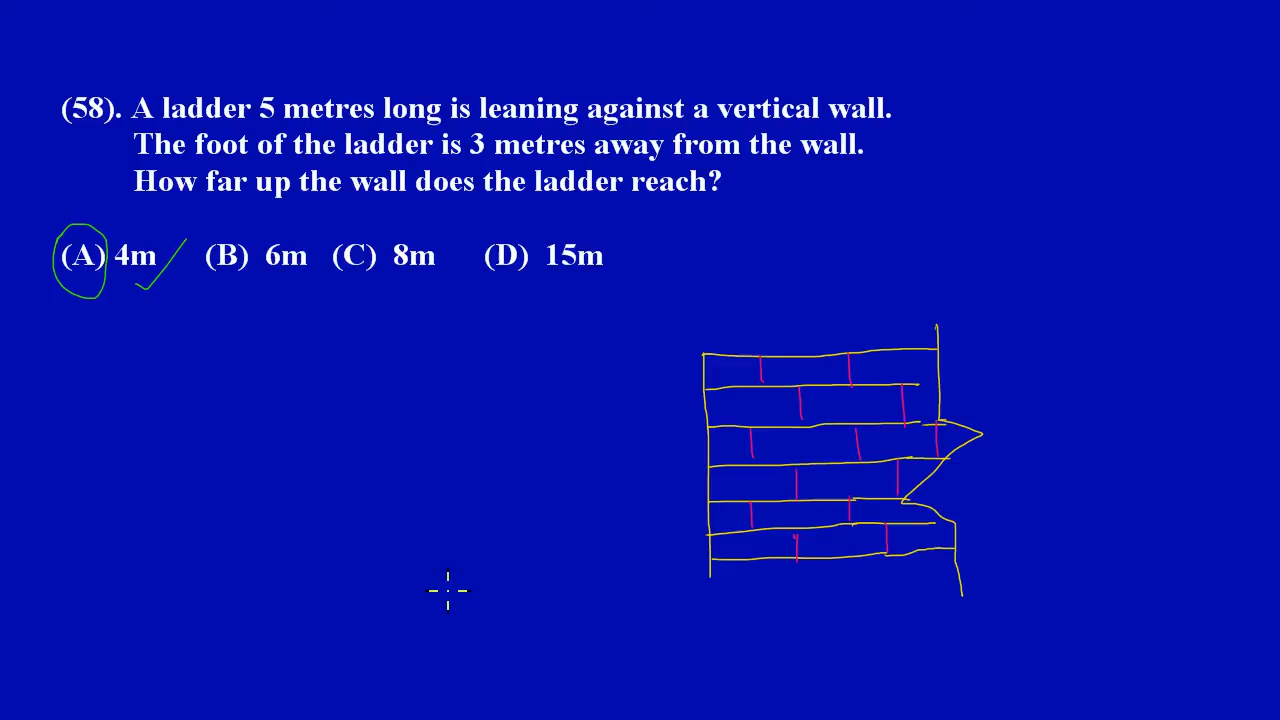 (58). A ladder 5 metres long is leaning against a vertical wall.
The foot of the ladder is 3 metres away from the wall.
How far up the wall does the ladder reach?
(A) 4m (B) 6m (C) 8m (D) 15m